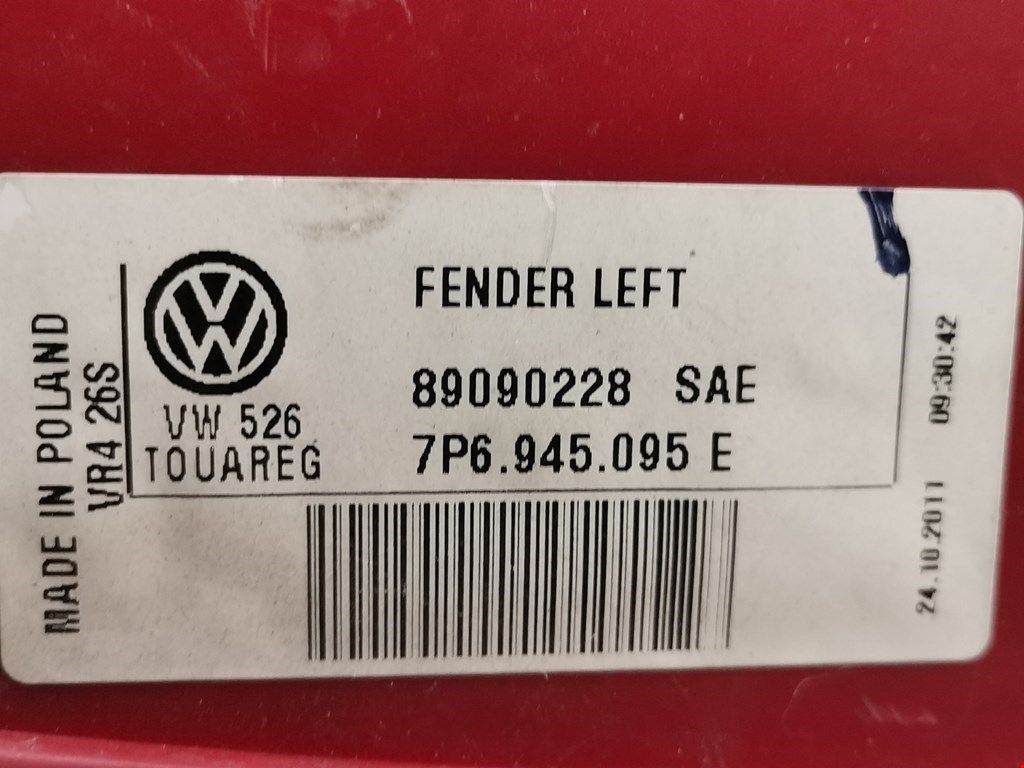 MADE IN POLAND
VR4 26S
VW 526
TOUAREG
FENDER LEFT
89090228 SAE
7P6.945.095 E
24.10.2011 09:30:42